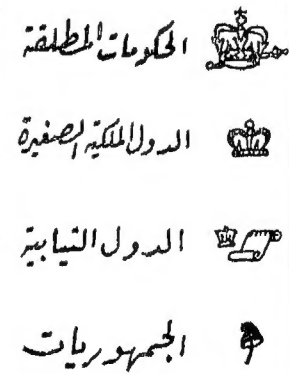 الحكومات المطلقة
الدول الملكية الصغيرة
الدول النيابية
الجمهوريات